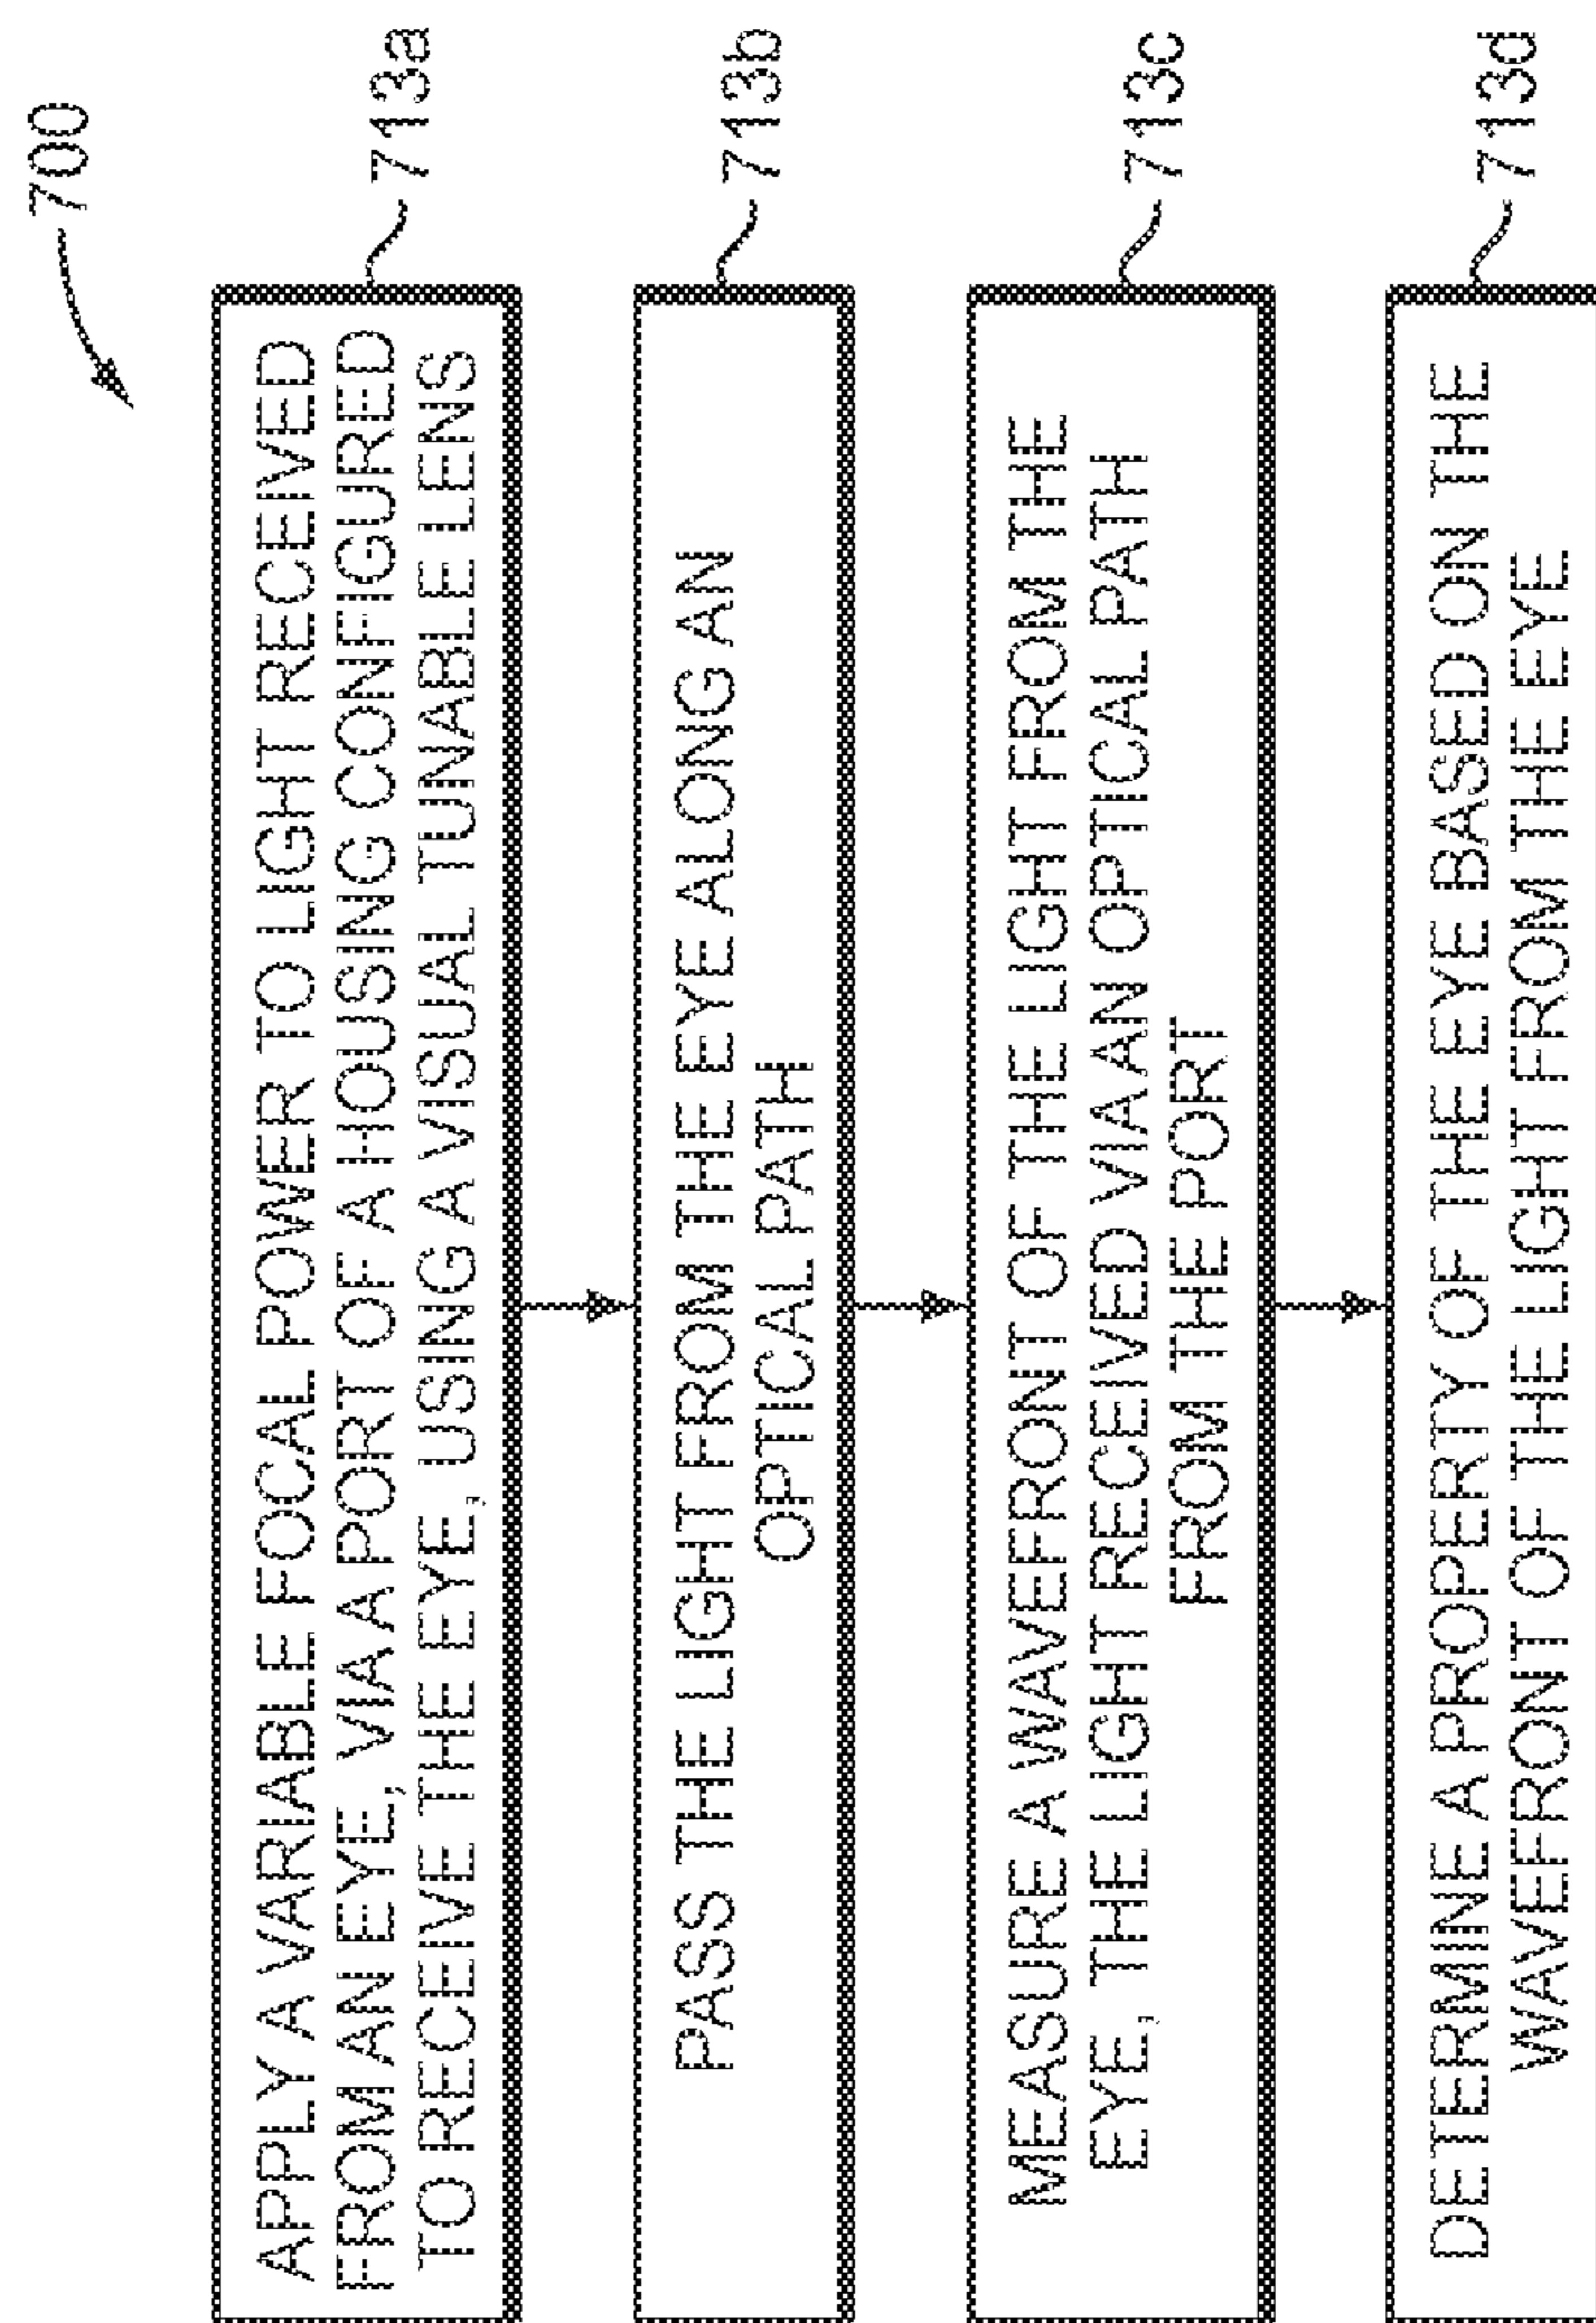 700
APPLY A VARIABLE FOCAL POWER TO LIGHT RECEIVED
FROM AN EYE, VIA A PORT OF A HOUSING CONFIGURED
TO RECEIVE THE EYE, USING A VISUAL TUNABLE LENS
713a
PASS THE LIGHT FROM THE EYE ALONG AN
OPTICAL PATH
713b
MEASURE A WAVEFRONT OF THE LIGHT FROM THE
EYE, THE LIGHT RECEIVED VIA AN OPTICAL PATH
FROM THE PORT
713c
DETERMINE A PROPERTY OF THE EYE BASED ON THE
WAVEFRONT OF THE LIGHT FROM THE EYE
713d